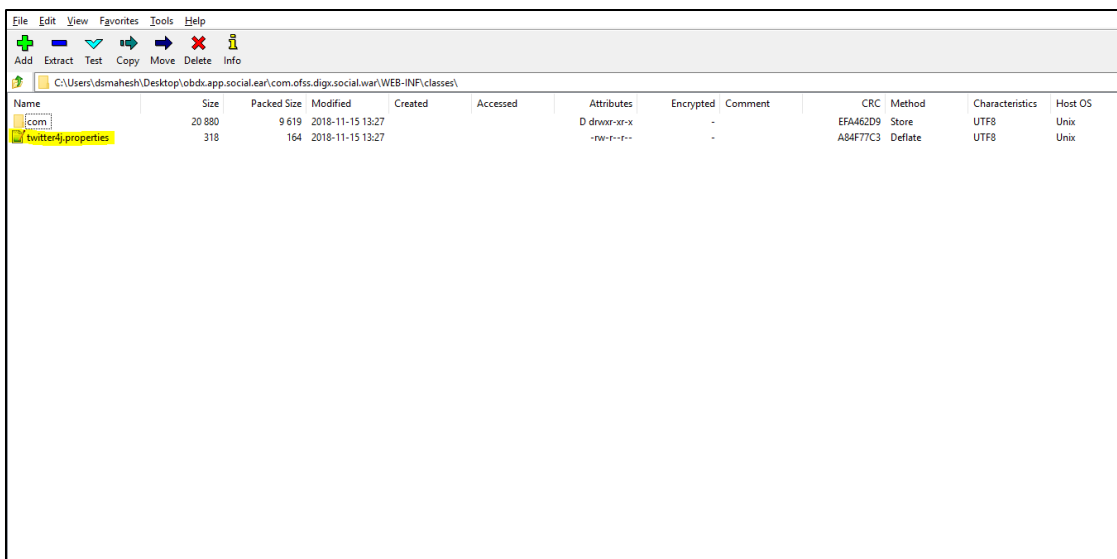 File Edit View Favorites Tools Help
Add Extract Test Copy Move Delete Info
C:\Users\dsmahesh\Desktop\obdx.app.social.ear\com.ofss.digx.social.war\WEB-INF\classes\
Name Size Packed Size Modified Created Accessed Attributes Encrypted Comment CRC Method Characteristics Host OS
com 20 880 9 619 2018-11-15 13:27 D drwxr-xr-x - EFA462D9 Store UTF8 Unix
twitter4j.properties 318 164 2018-11-15 13:27 -rw-r--r-- - A84F77C3 Deflate UTF8 Unix